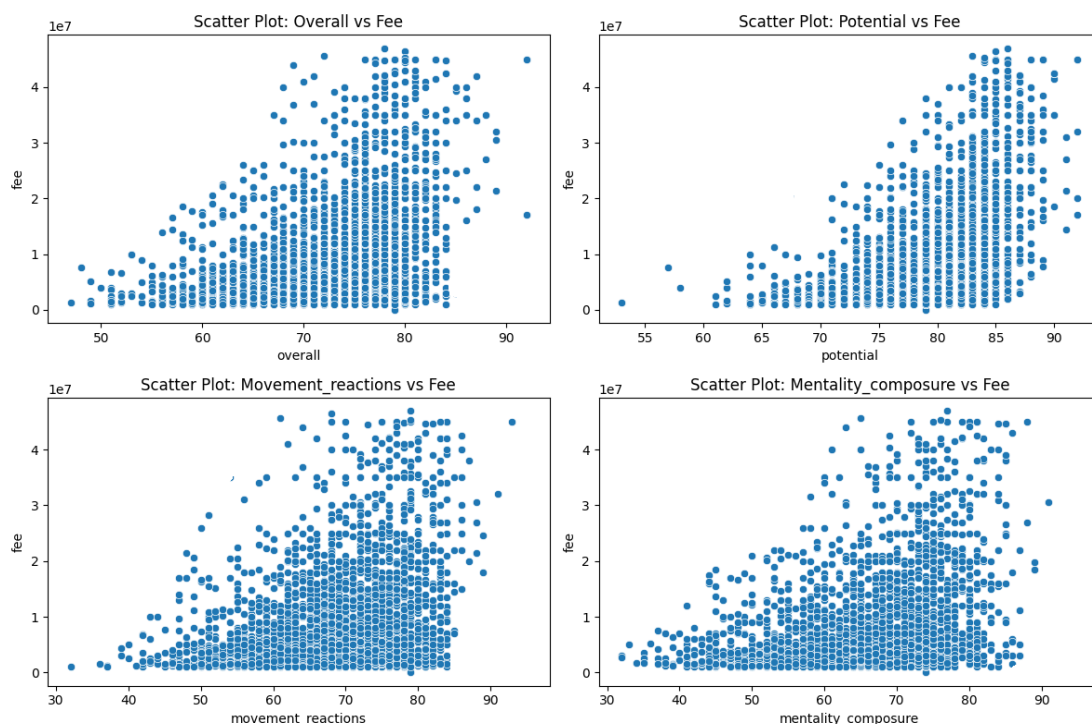 Scatter Plot: Overall vs Fee
1e7
4
3
2
1
0
fee
50 60 70 80 90
overall
Scatter Plot: Potential vs Fee
1e7
4
3
2
1
0
fee
55 60 65 70 75 80 85 90
potential
Scatter Plot: Movement_reactions vs Fee
1e7
4
3
2
1
0
fee
30 40 50 60 70 80 90
movement_reactions
Scatter Plot: Mentality_composure vs Fee
1e7
4
3
2
1
0
fee
30 40 50 60 70 80 90
mentality_composure